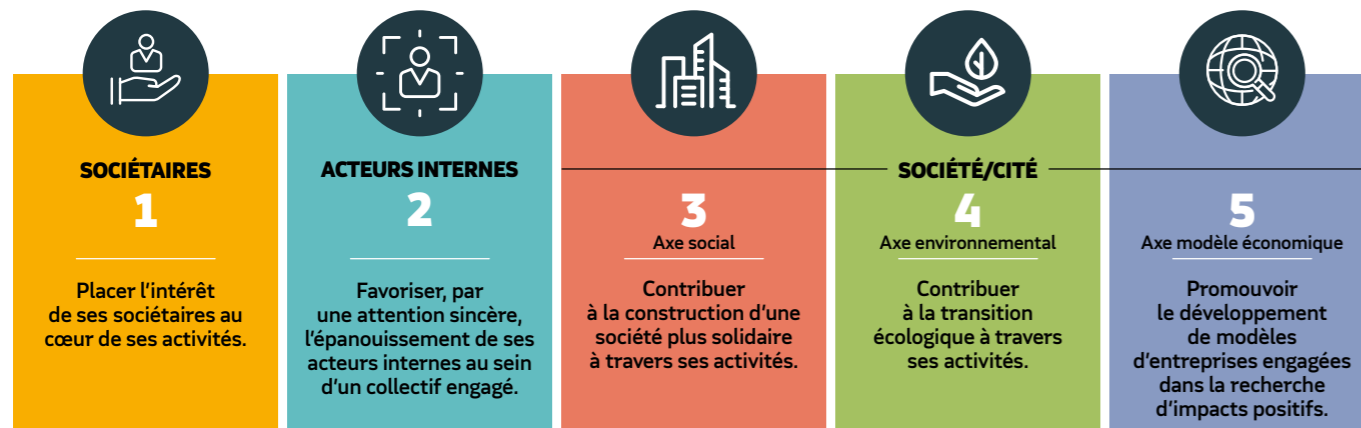 SOCIÉTAIRES
1
Placer l'intérêt
de ses sociétaires au
cœur de ses activités.
ACTEURS INTERNES
2
Favoriser, par
une attention sincère,
l'épanouissement de ses
acteurs internes au sein
d'un collectif engagé.
SOCIÉTÉ/CITÉ
3
Axe social
Contribuer
à la construction d'une
société plus solidaire
à travers ses activités.
4
Axe environnemental
Contribuer
à la transition
écologique à travers
ses activités.
5
Axe modèle économique
Promouvoir
le développement
de modèles
d'entreprises engagées
dans la recherche
d'impacts positifs.